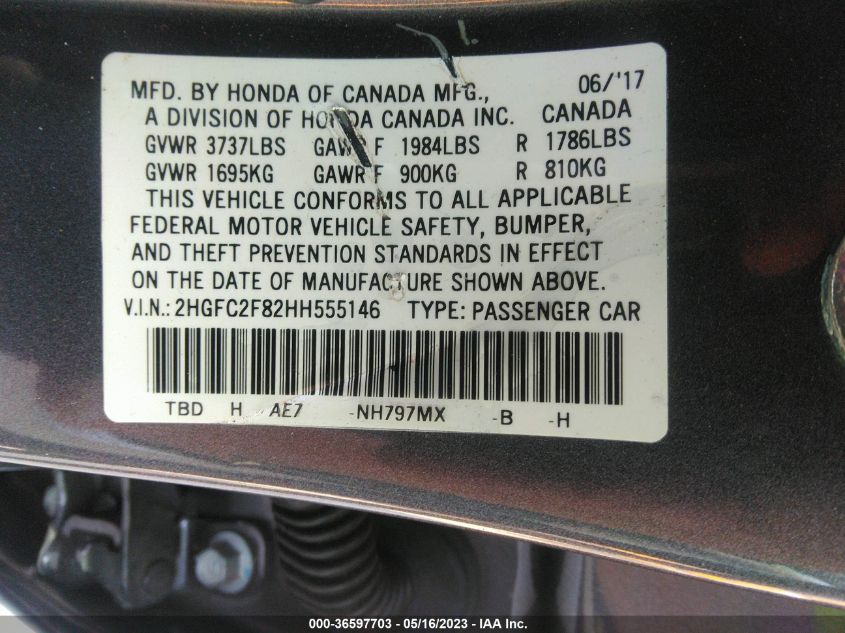 MFD. BY HONDA OF CANADA MFG., 06/'17
A DIVISION OF HONDA CANADA INC. CANADA
GVWR 3737LBS GAWR F 1984LBS R 1786LBS
GVWR 1695KG GAWR F 900KG R 810KG
THIS VEHICLE CONFORMS TO ALL APPLICABLE
FEDERAL MOTOR VEHICLE SAFETY, BUMPER,
AND THEFT PREVENTION STANDARDS IN EFFECT
ON THE DATE OF MANUFACTURE SHOWN ABOVE.
V.I.N.: 2HGFC2F82HH555146 TYPE: PASSENGER CAR
TBD H AE7 -NH797MX -B -H
000-36597703 - 05/16/2023 - IAA Inc.